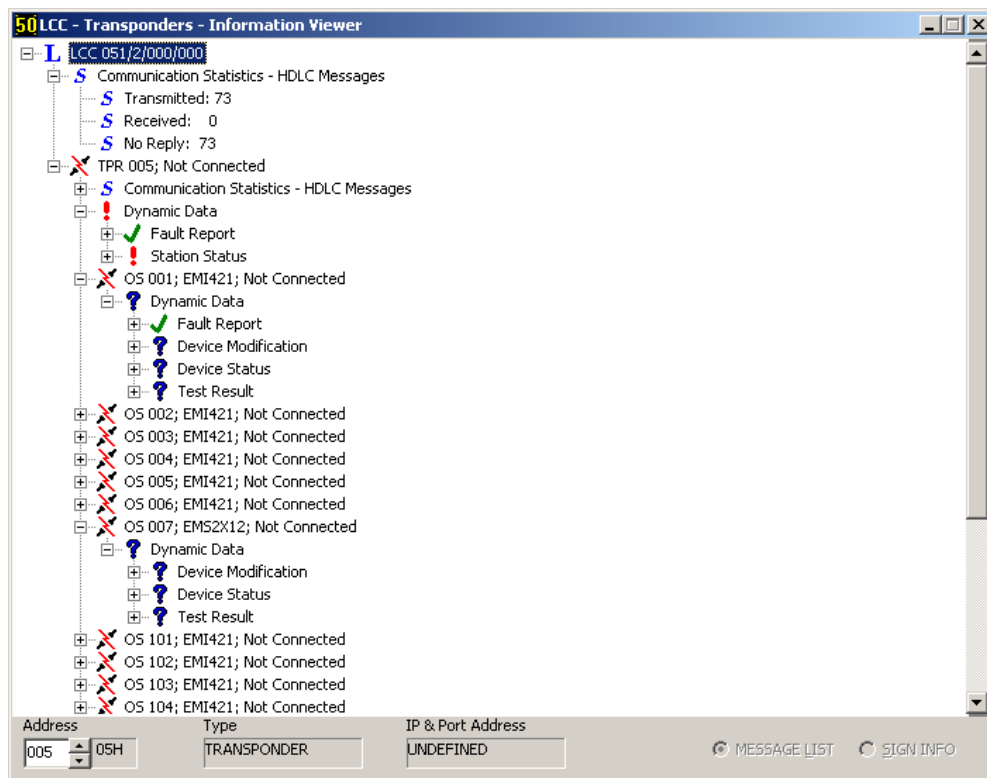 50 LCC - Transponders - Information Viewer
L LCC 051/2/000/000
S Communication Statistics - HDLC Messages
S Transmitted: 73
S Received: 0
S No Reply: 73
TPR 005; Not Connected
S Communication Statistics - HDLC Messages
! Dynamic Data
Fault Report
! Station Status
OS 001; EMI421; Not Connected
? Dynamic Data
Fault Report
? Device Modification
? Device Status
? Test Result
OS 002; EMI421; Not Connected
OS 003; EMI421; Not Connected
OS 004; EMI421; Not Connected
OS 005; EMI421; Not Connected
OS 006; EMI421; Not Connected
OS 007; EMS2X12; Not Connected
? Dynamic Data
? Device Modification
? Device Status
? Test Result
OS 101; EMI421; Not Connected
OS 102; EMI421; Not Connected
OS 103; EMI421; Not Connected
OS 104; EMI421; Not Connected
Address Type IP & Port Address
005 05H TRANSPONDER UNDEFINED MESSAGE LIST SIGN INFO